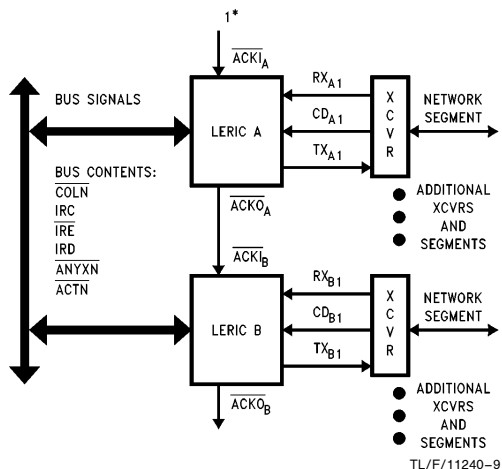 1*
ACKI_A
RX_A1
CD_A1
TX_A1
LERIC A
XCVR
NETWORK
SEGMENT
BUS SIGNALS
BUS CONTENTS:
COLN
IRC
IRE
IRD
ANYXN
ACTN
ADDITIONAL
XCVRS
AND
SEGMENTS
ACKO_A
ACKI_B
RX_B1
CD_B1
TX_B1
LERIC B
XCVR
NETWORK
SEGMENT
ACKO_B
ADDITIONAL
XCVRS
AND
SEGMENTS
TL/F/11240-9